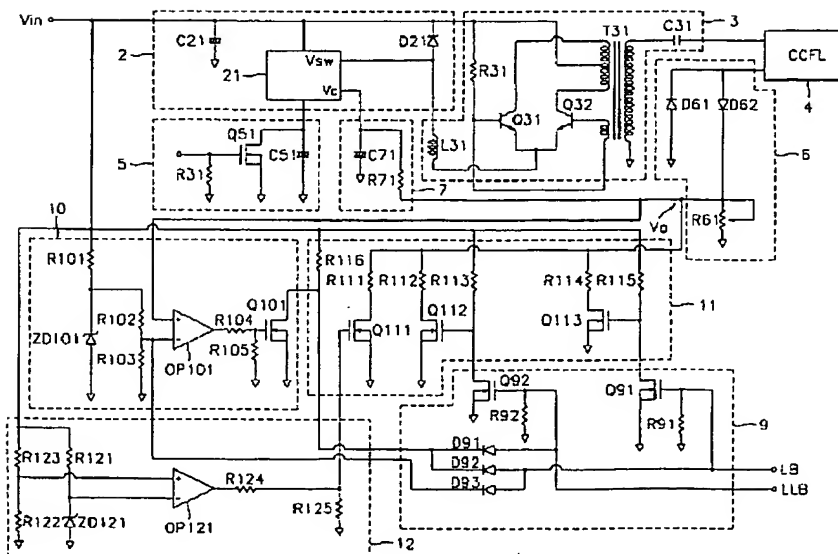 Vin
C21
D21
T31
C31
3
2
Vsw
21
R31
CCFL
Vc
4
Q31
Q32
D61
D62
Q51
C51
L31
5
R31
C71
R71
6
7
10
Va
R61
R101
R116
R111
R112
R113
R114
R115
11
R102
R104
Q101
Q112
ZD101
Q111
Q113
R103
R105
OP101
Q92
Q91
R92
R91
9
R123
R121
D91
R124
D92
LB
D93
LLB
R122
ZD121
OP121
R125
12